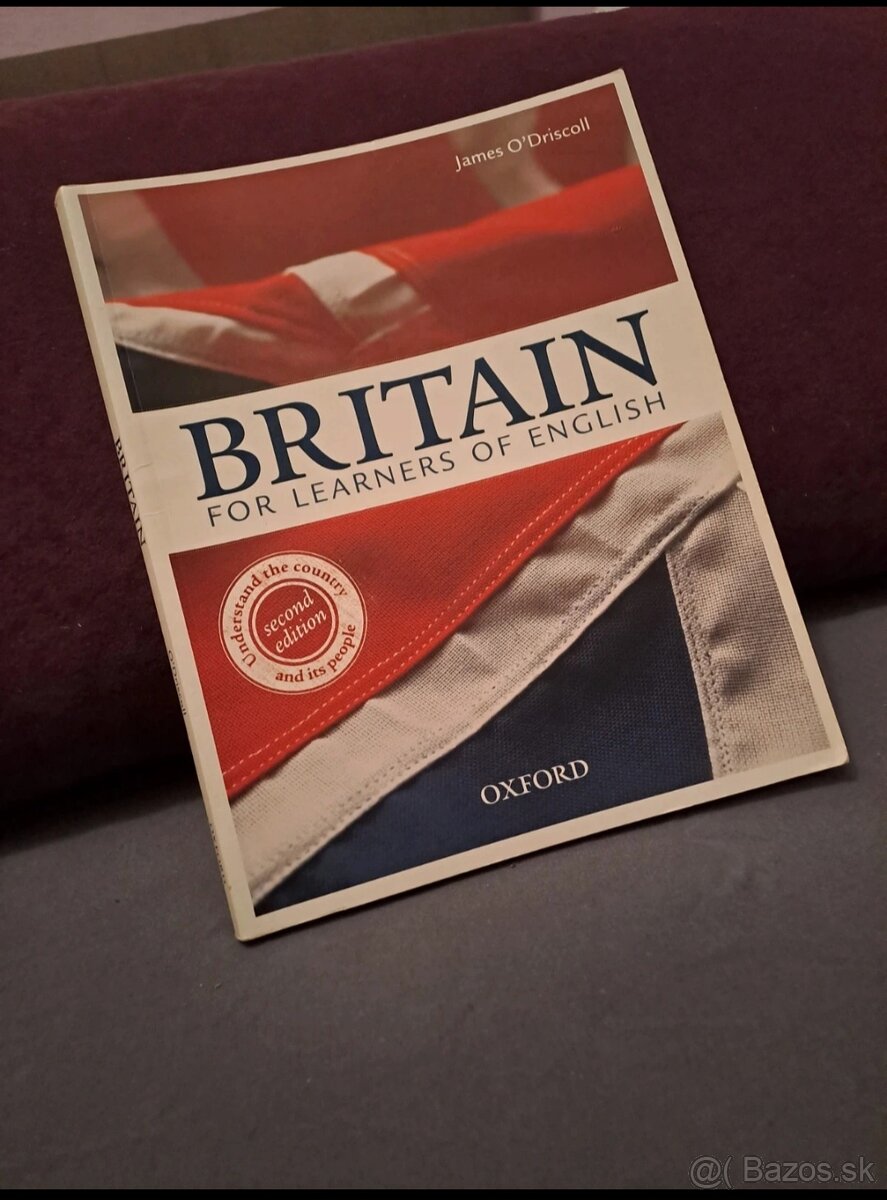 James O'Driscoll
BRITAIN
FOR LEARNERS OF ENGLISH
Understand the country
second
edition
and its people
OXFORD
BRITAIN
@( Bazos.sk